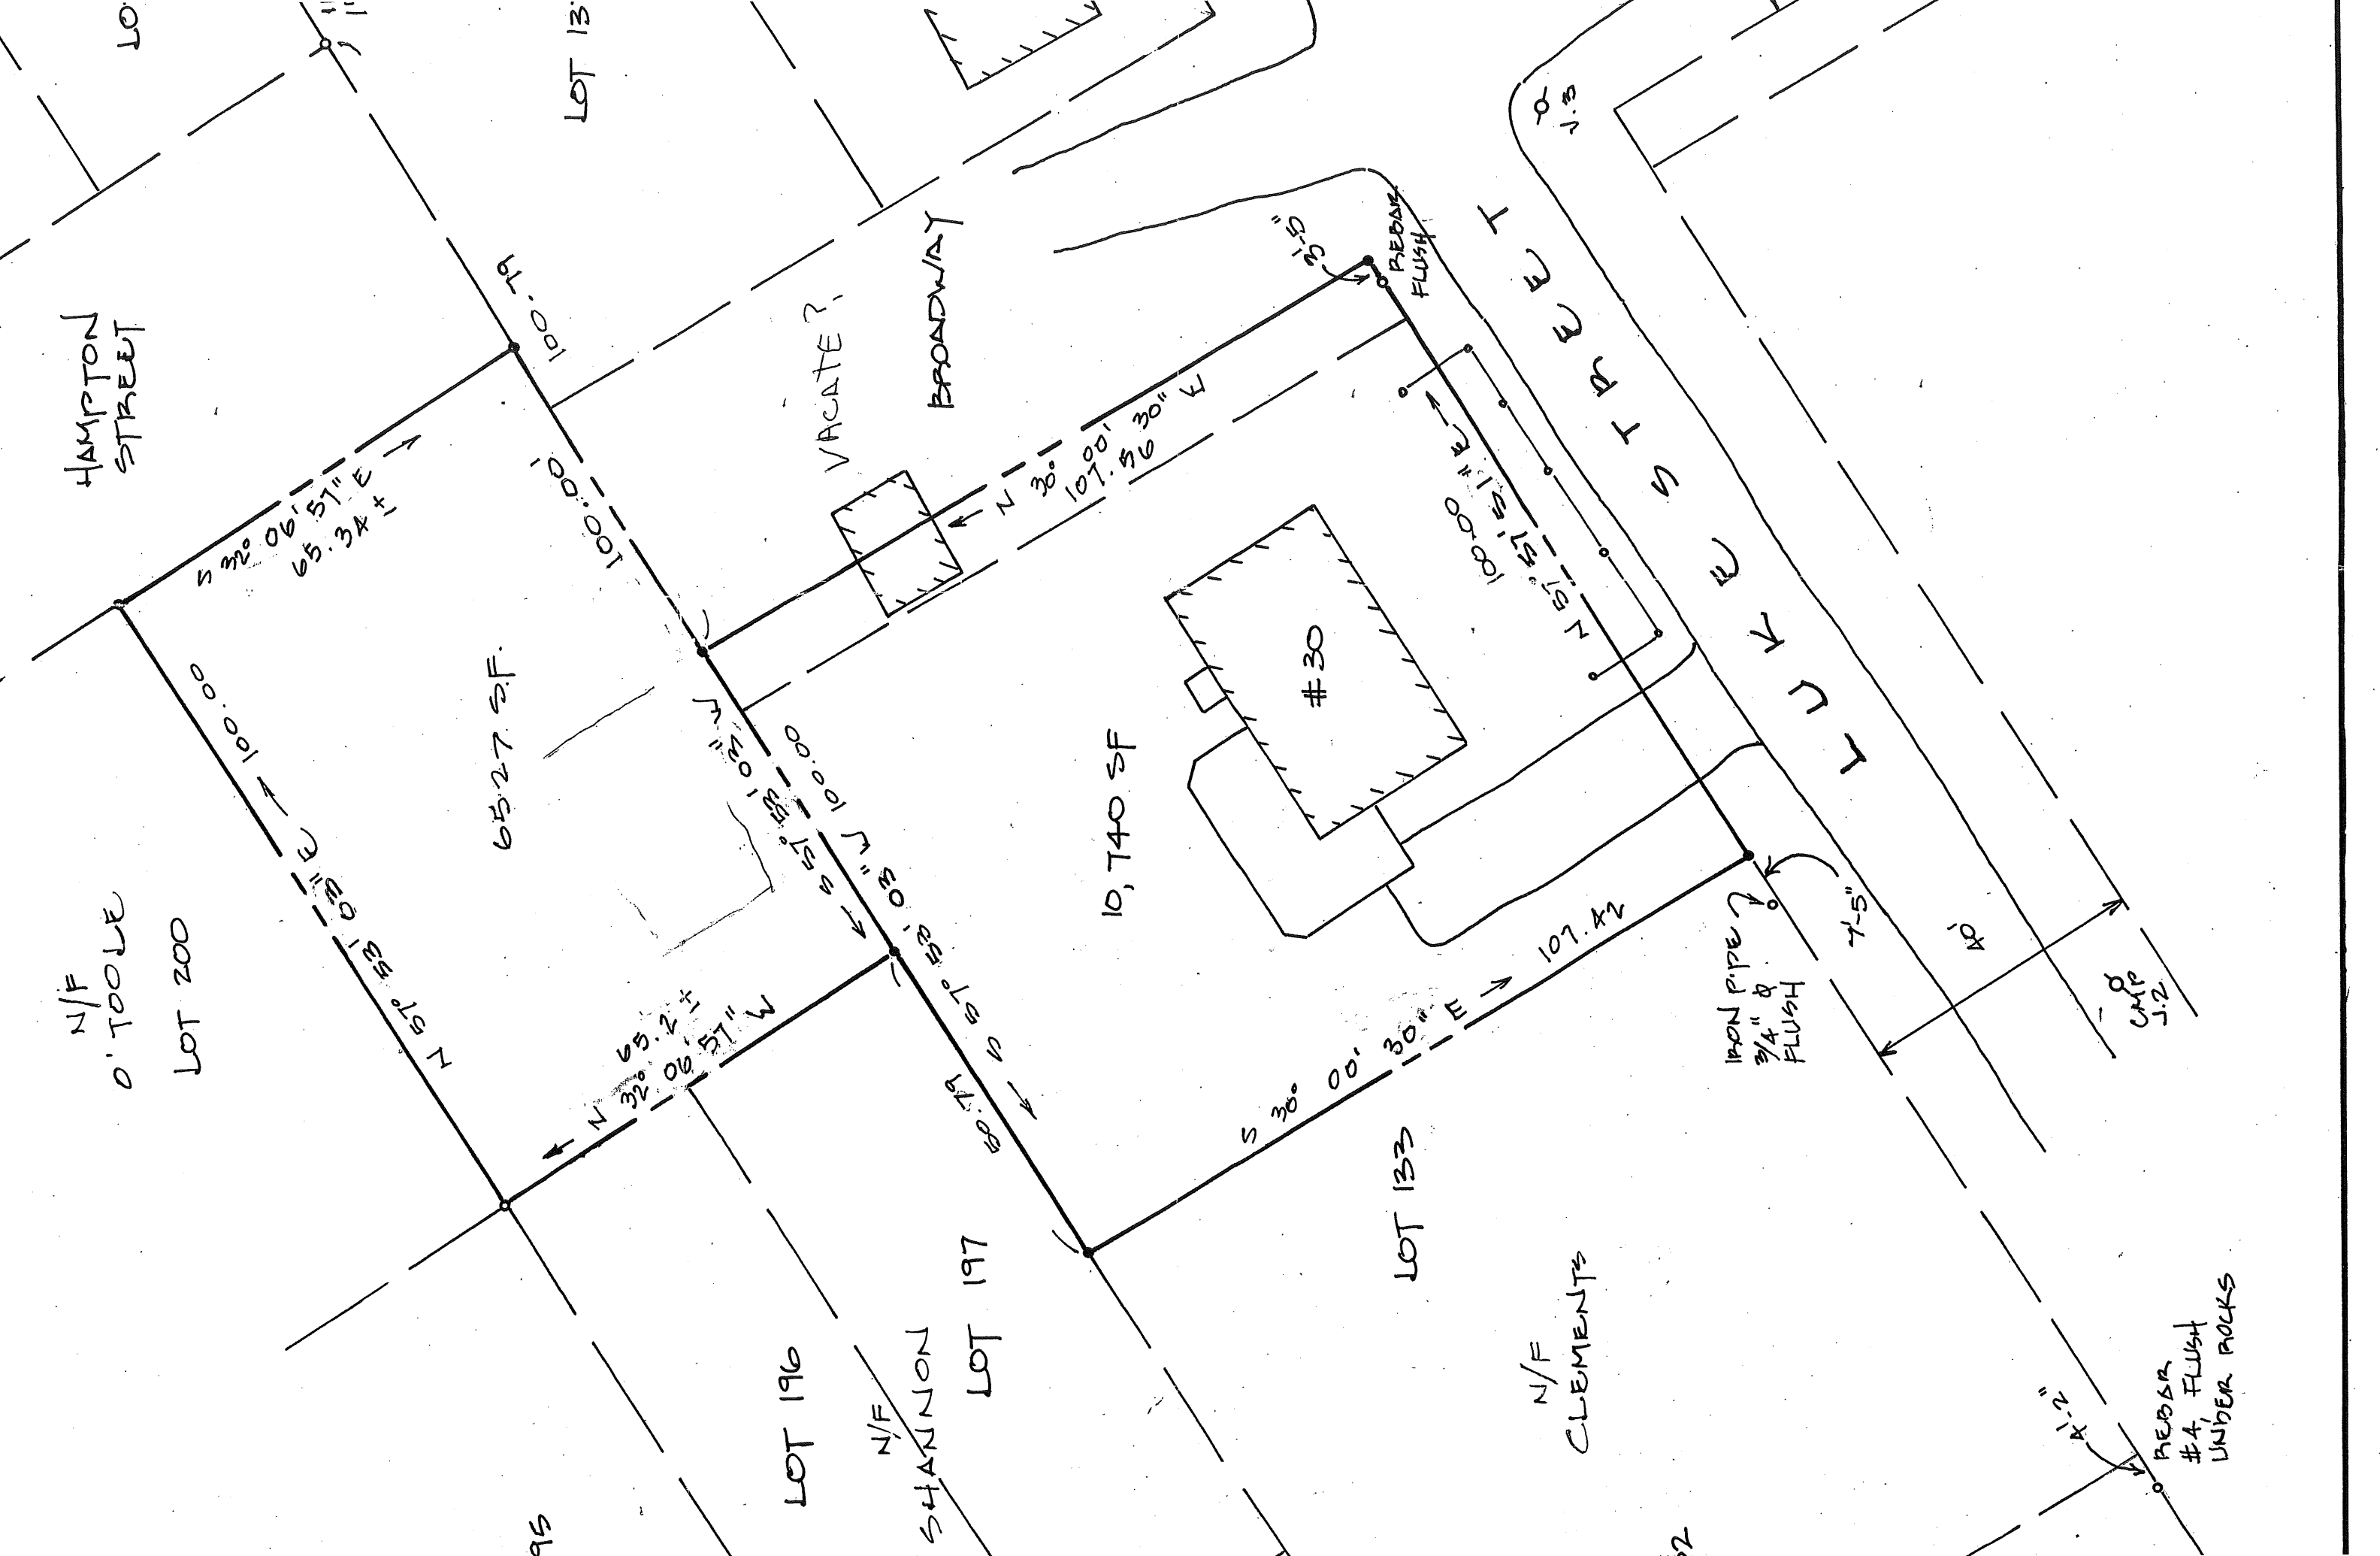 HAMPTON
STREET
S 32° 06' 57" E
65.34 ±
100.79
100.00'
N/F
O'TOOLE
LOT 200
N 57° 53' 03" E
100.00
6527 S.F.
N 32° 06' 57" W
65.2 ±
S 57° 53' 03" W
100.00
S 57° 53' 03" W
VACATE?
BROADWAY
N 30° 00' 30" E
107.56
3'-5"
REBAR
FLUSH
J.3
#30
10,740 SF
100.00
LUKE STREET
S 30° 00' 30" E
107.42
IRON PIPE
3/4" Ø
FLUSH
7'-5"
40'
CMP
J.2
LOT 133
N/F
CLEMENTS
LOT 196
N/F
SHANNON
LOT 197
4'-2"
REBAR
#4, FLUSH
UNDER ROCKS